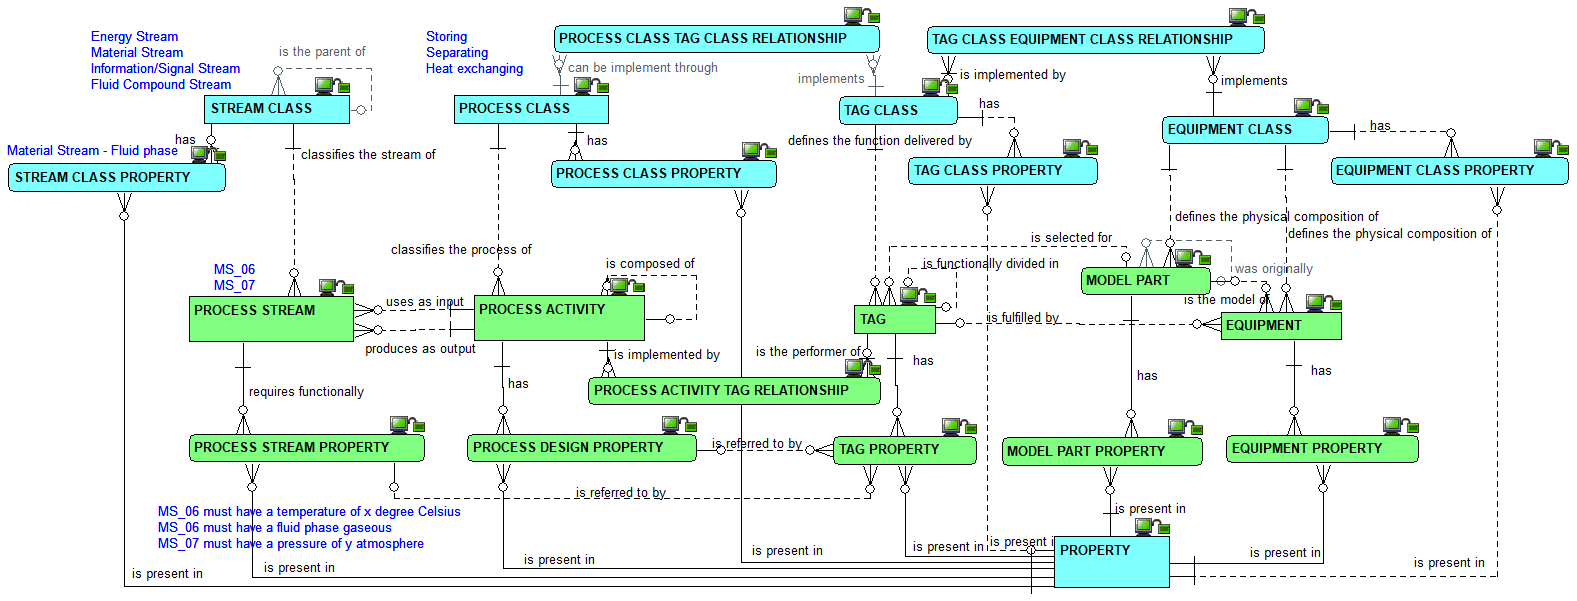 Energy Stream
Material Stream
Information/Signal Stream
Fluid Compound Stream
is the parent of
STREAM CLASS
has
Material Stream - Fluid phase
STREAM CLASS PROPERTY
classifies the stream of
Storing
Separating
Heat exchanging
PROCESS CLASS TAG CLASS RELATIONSHIP
can be implement through
implements
PROCESS CLASS
has
PROCESS CLASS PROPERTY
classifies the process of
TAG CLASS EQUIPMENT CLASS RELATIONSHIP
is implemented by
implements
TAG CLASS
has
defines the function delivered by
TAG CLASS PROPERTY
EQUIPMENT CLASS
has
EQUIPMENT CLASS PROPERTY
defines the physical composition of
defines the physical composition of
MS_06
MS_07
PROCESS STREAM
uses as input
produces as output
is composed of
PROCESS ACTIVITY
is selected for
is functionally divided in
TAG
is fulfilled by
MODEL PART
was originally
is the model of
EQUIPMENT
requires functionally
has
is implemented by
is the performer of
has
has
has
PROCESS ACTIVITY TAG RELATIONSHIP
PROCESS STREAM PROPERTY
PROCESS DESIGN PROPERTY
is referred to by
TAG PROPERTY
MODEL PART PROPERTY
EQUIPMENT PROPERTY
is referred to by
MS_06 must have a temperature of x degree Celsius
MS_06 must have a fluid phase gaseous
MS_07 must have a pressure of y atmosphere
is present in
is present in
is present in
is present in
is present in
is present in
is present in
PROPERTY
is present in
is present in